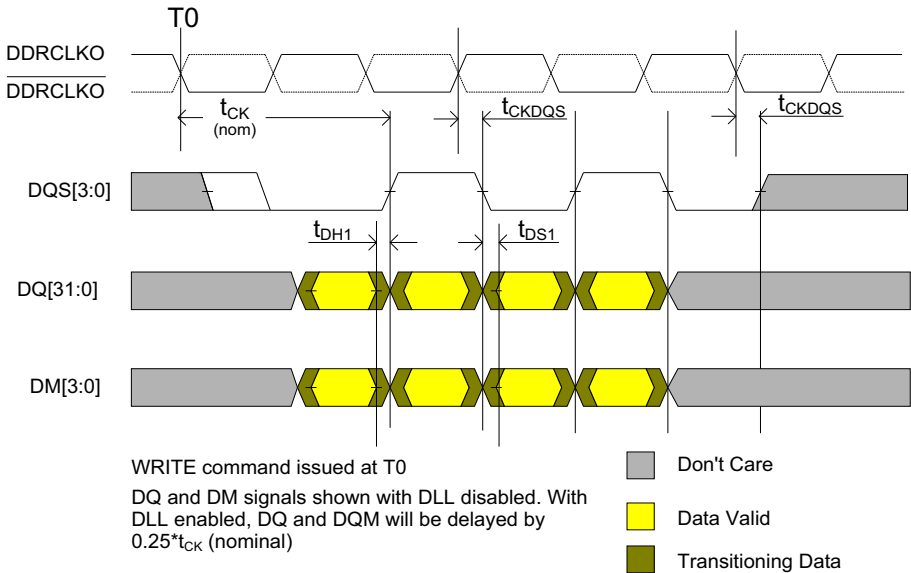 T0
DDRCLKO
DDRCLKO
tCK
(nom)
tCKDQS
tCKDQS
DQS[3:0]
tDH1
tDS1
DQ[31:0]
DM[3:0]
WRITE command issued at T0
DQ and DM signals shown with DLL disabled. With
DLL enabled, DQ and DQM will be delayed by
0.25*tCK (nominal)
Don't Care
Data Valid
Transitioning Data